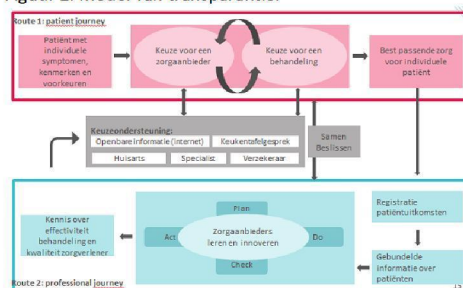 Route 1: patient journey
Patiënt met
individuele
symptomen,
kenmerken en
voorkeuren
Keuze voor een
zorgaanbieder
Keuze voor een
behandeling
Best passende zorg
voor individuele
patiënt
Keuzeondersteuning:
Openbare informatie (internet)
Keukentafelgesprek
Huisarts
Specialist
Verzekeraar
Samen
Beslissen
Kennis over
effectiviteit
behandeling en
kwaliteit zorgverlener
Plan
Act
Zorgaanbieders
leren en innoveren
Do
Check
Registratie
patiëntuitkomsten
Gebundelde
informatie over
patiënten
Route 2: professional journey